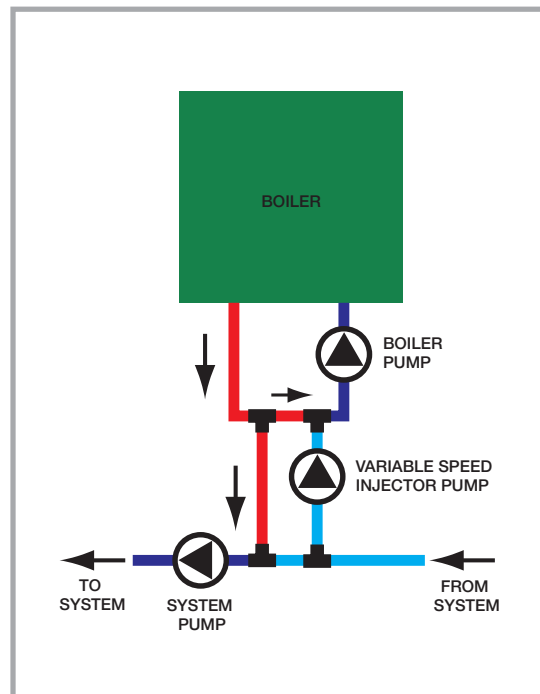 BOILER
BOILER
PUMP
VARIABLE SPEED
INJECTOR PUMP
TO
SYSTEM
SYSTEM
PUMP
FROM
SYSTEM